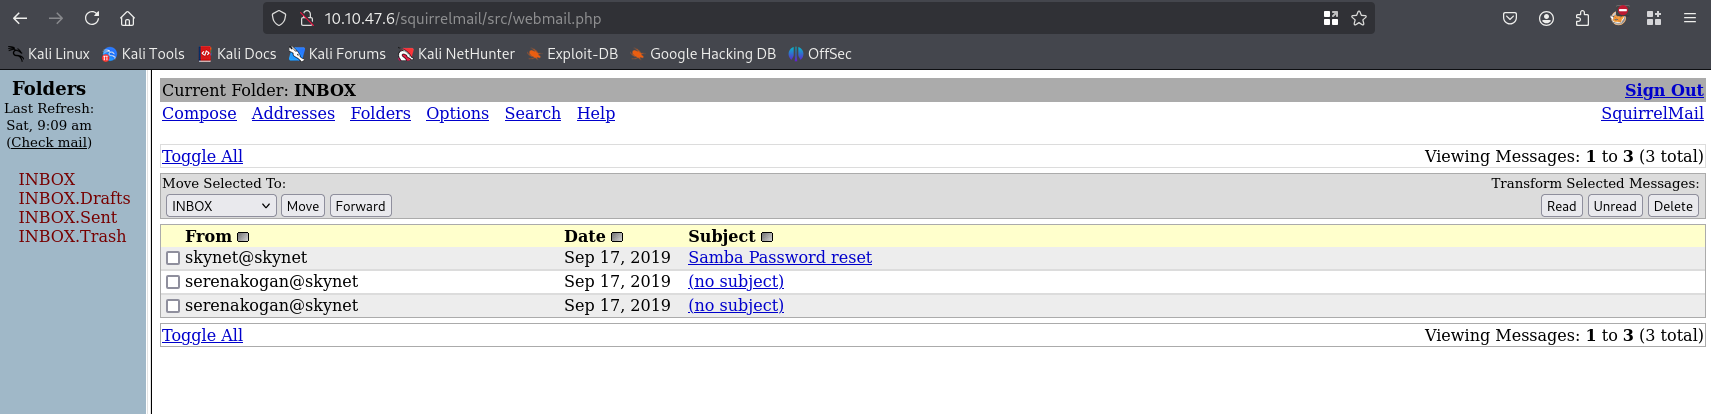 10.10.47.6/squirrelmail/src/webmail.php
Kali Linux Kali Tools Kali Docs Kali Forums Kali NetHunter Exploit-DB Google Hacking DB OffSec
Folders
Last Refresh:
Sat, 9:09 am
(Check mail)
INBOX
INBOX.Drafts
INBOX.Sent
INBOX.Trash
Current Folder: INBOX Sign Out
Compose Addresses Folders Options Search Help SquirrelMail
Toggle All Viewing Messages: 1 to 3 (3 total)
Move Selected To: Transform Selected Messages:
INBOX Move Forward Read Unread Delete
From Date Subject
skynet@skynet Sep 17, 2019 Samba Password reset
serenakogan@skynet Sep 17, 2019 (no subject)
serenakogan@skynet Sep 17, 2019 (no subject)
Toggle All Viewing Messages: 1 to 3 (3 total)